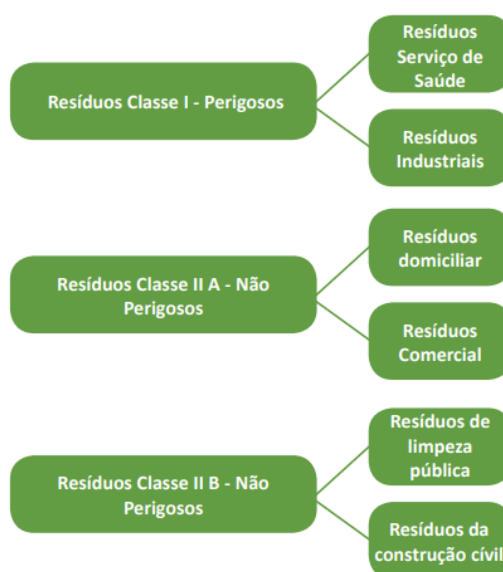 Resíduos
Serviço de
Saúde
Resíduos Classe I - Perigosos
Resíduos
Industriais
Resíduos
domiciliar
Resíduos Classe II A - Não
Perigosos
Resíduos
Comercial
Resíduos de
limpeza
pública
Resíduos Classe II B - Não
Perigosos
Resíduos da
construção cívil